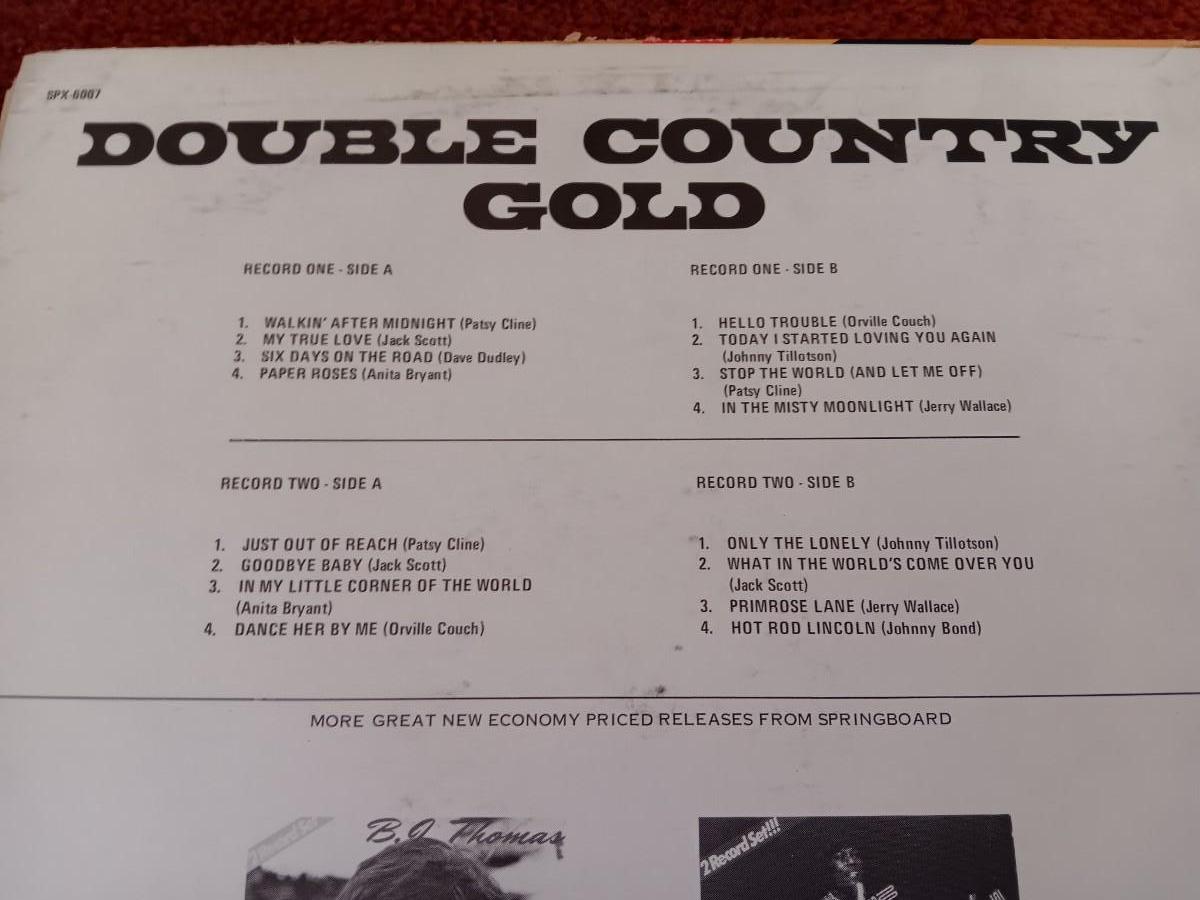 SPX-6007
DOUBLE COUNTRY
GOLD
RECORD ONE - SIDE A
1. WALKIN' AFTER MIDNIGHT (Patsy Cline)
2. MY TRUE LOVE (Jack Scott)
3. SIX DAYS ON THE ROAD (Dave Dudley)
4. PAPER ROSES (Anita Bryant)
RECORD ONE - SIDE B
1. HELLO TROUBLE (Orville Couch)
2. TODAY I STARTED LOVING YOU AGAIN
(Johnny Tillotson)
3. STOP THE WORLD (AND LET ME OFF)
(Patsy Cline)
4. IN THE MISTY MOONLIGHT (Jerry Wallace)
RECORD TWO - SIDE A
1. JUST OUT OF REACH (Patsy Cline)
2. GOODBYE BABY (Jack Scott)
3. IN MY LITTLE CORNER OF THE WORLD
(Anita Bryant)
4. DANCE HER BY ME (Orville Couch)
RECORD TWO - SIDE B
1. ONLY THE LONELY (Johnny Tillotson)
2. WHAT IN THE WORLD'S COME OVER YOU
(Jack Scott)
3. PRIMROSE LANE (Jerry Wallace)
4. HOT ROD LINCOLN (Johnny Bond)
MORE GREAT NEW ECONOMY PRICED RELEASES FROM SPRINGBOARD
2 Record Set!!!
B.J. Thomas
2 Record Set!!!